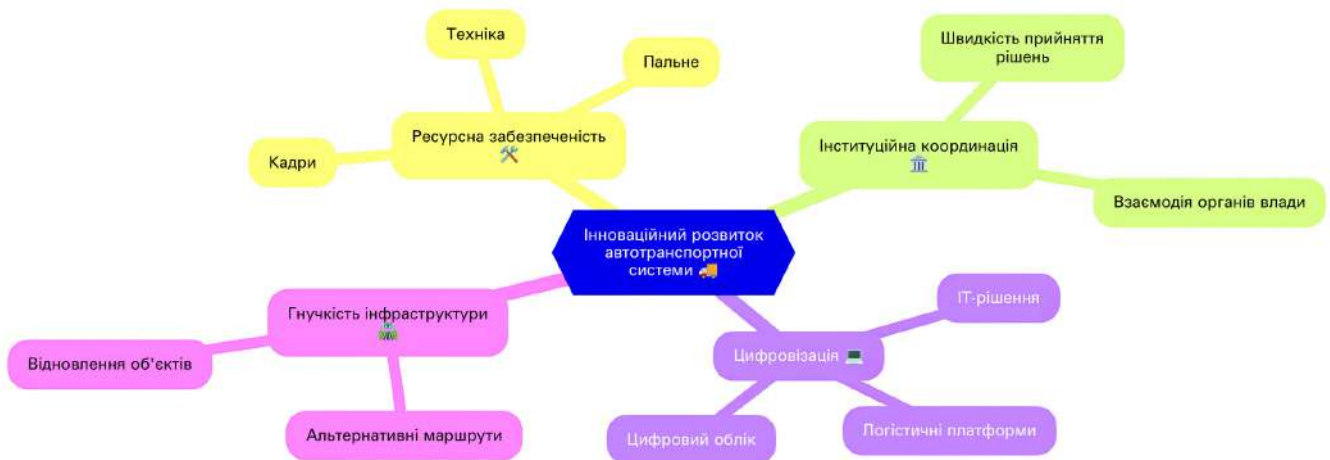 Техніка
Пальне
Ресурсна забезпеченість
🛠️
Кадри
Швидкість прийняття
рішень
Інституційна координація
🏛️
Взаємодія органів влади
Інноваційний розвиток
автотранспортної
системи 🚚
Гнучкість інфраструктури
🛣️
Відновлення об'єктів
Альтернативні маршрути
ІТ-рішення
Цифровізація 💻
Цифровий облік
Логістичні платформи